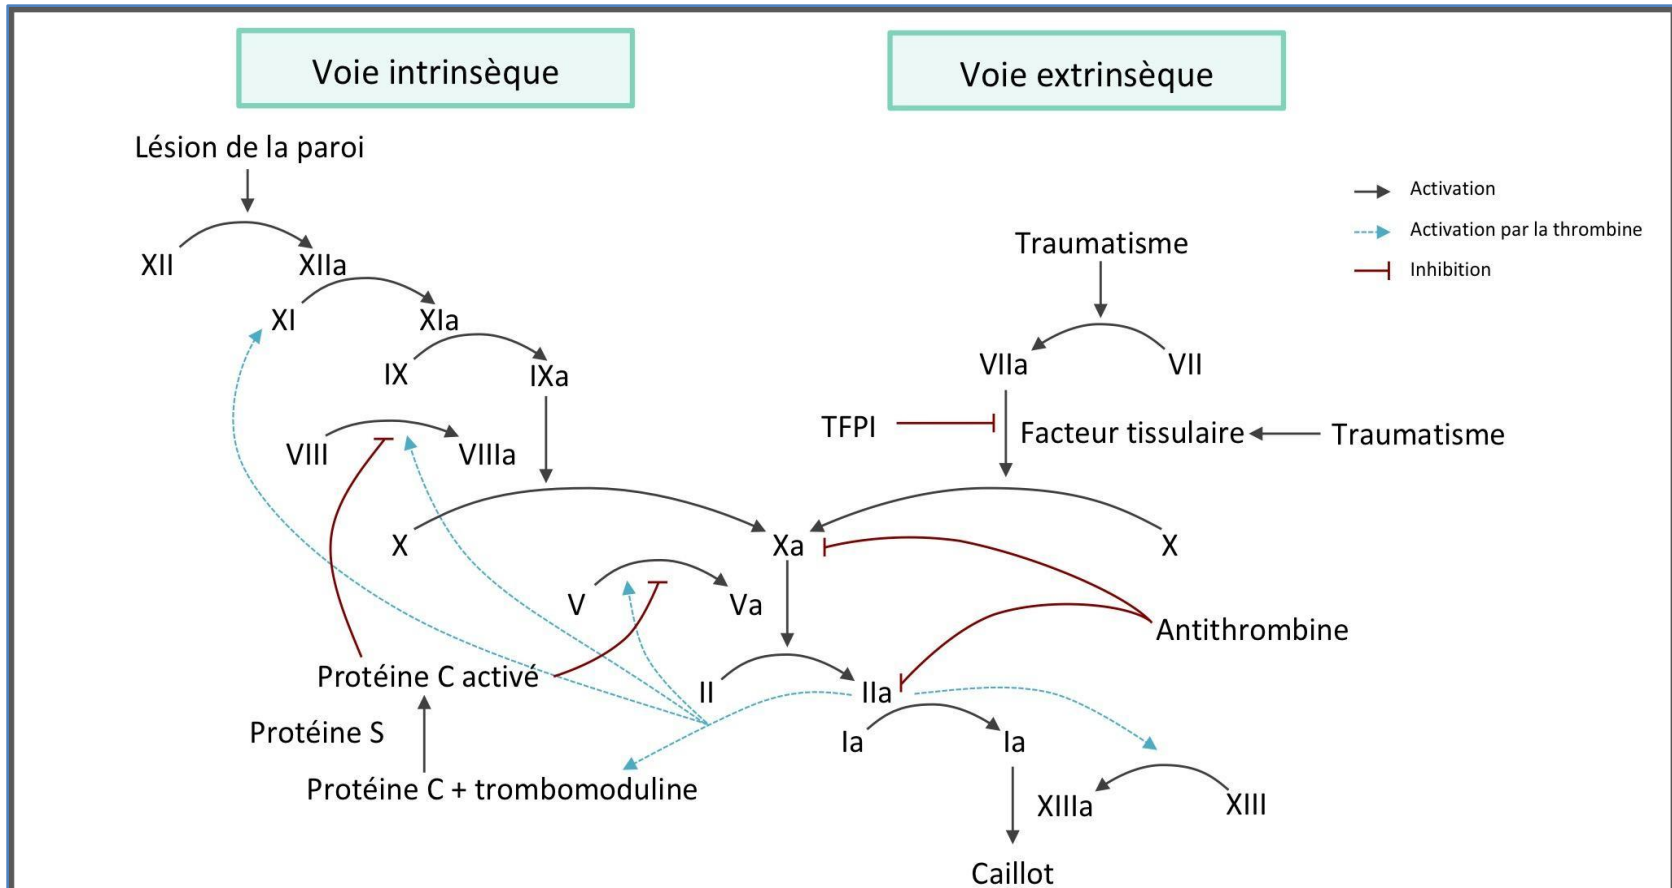 Voie intrinsèque
Voie extrinsèque
Lésion de la paroi
Activation
Activation par la thrombine
Inhibition
Traumatisme
XII
XIIa
XI
XIa
IX
IXa
VIIa
VII
TFPI
Facteur tissulaire
Traumatisme
VIII
VIIIa
X
Xa
X
V
Va
Antithrombine
Protéine C activé
II
IIa
Protéine S
Ia
Ia
Protéine C + trombomoduline
XIIIa
XIII
Caillot